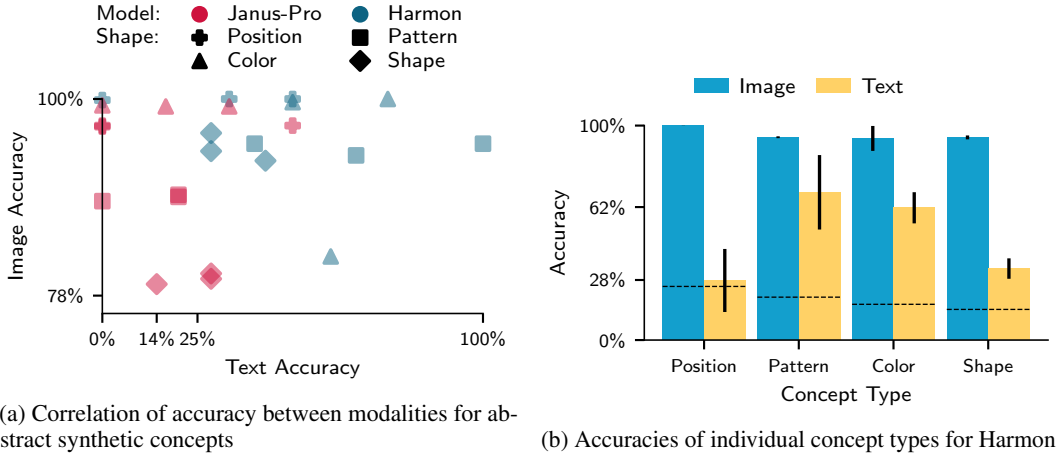 Model: Janus-Pro Harmon
Shape: Position Pattern
Color Shape
100%
78%
Image Accuracy
0% 14% 25% 100%
Text Accuracy
(a) Correlation of accuracy between modalities for ab-
stract synthetic concepts
Image Text
100%
62%
28%
0%
Accuracy
Position Pattern Color Shape
Concept Type
(b) Accuracies of individual concept types for Harmon